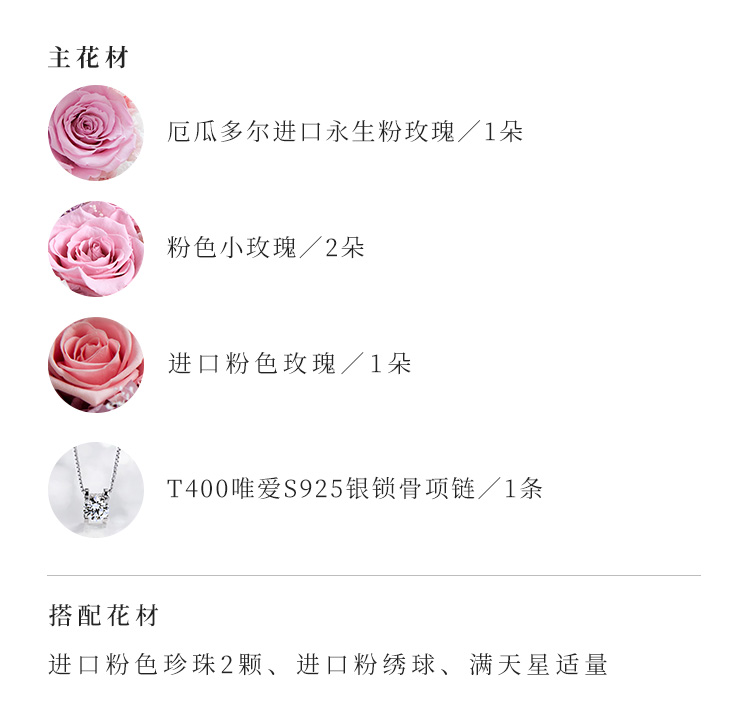 主花材
厄瓜多尔进口永生粉玫瑰／1朵
粉色小玫瑰／2朵
进口粉色玫瑰／1朵
T400唯爱S925银锁骨项链／1条
搭配花材
进口粉色珍珠2颗、进口粉绣球、满天星适量